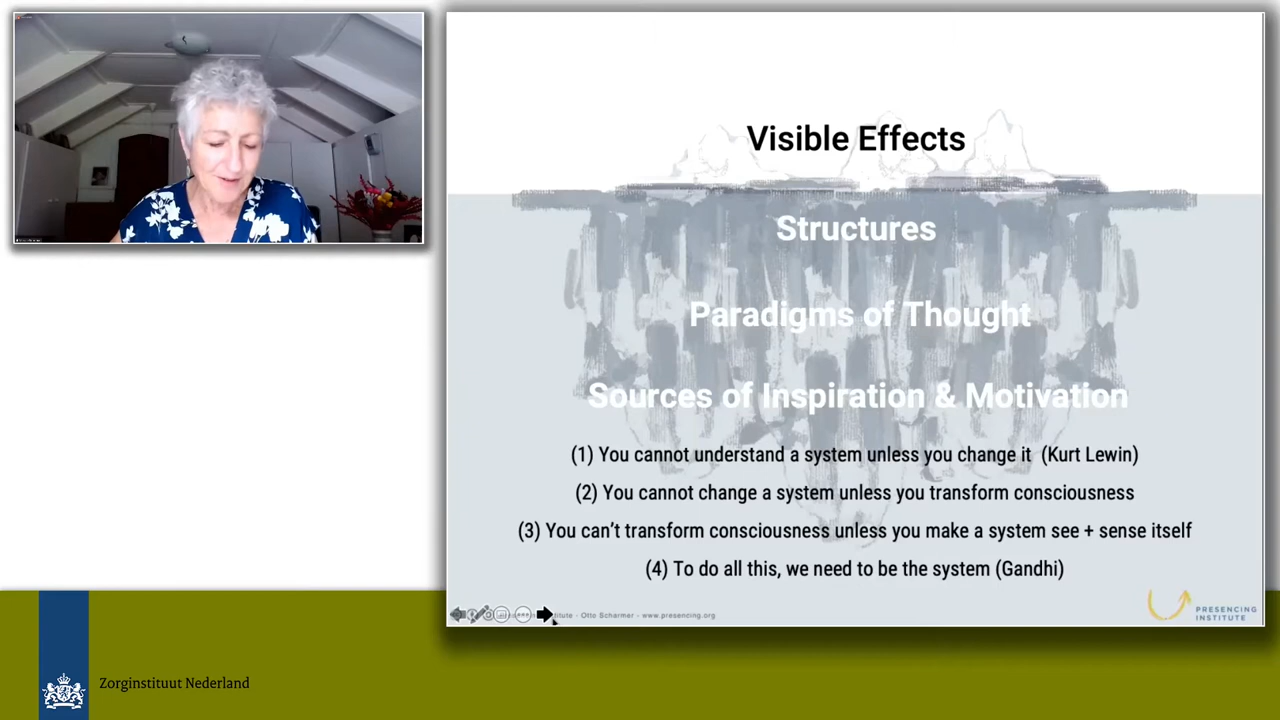 Visible Effects
Structures
Paradigms of Thought
Sources of Inspiration & Motivation
(1) You cannot understand a system unless you change it (Kurt Lewin)
(2) You cannot change a system unless you transform consciousness
(3) You can't transform consciousness unless you make a system see + sense itself
(4) To do all this, we need to be the system (Gandhi)
- Otto Scharmer - www.presencing.org
PRESENCING
INSTITUTE
Zorginstituut Nederland